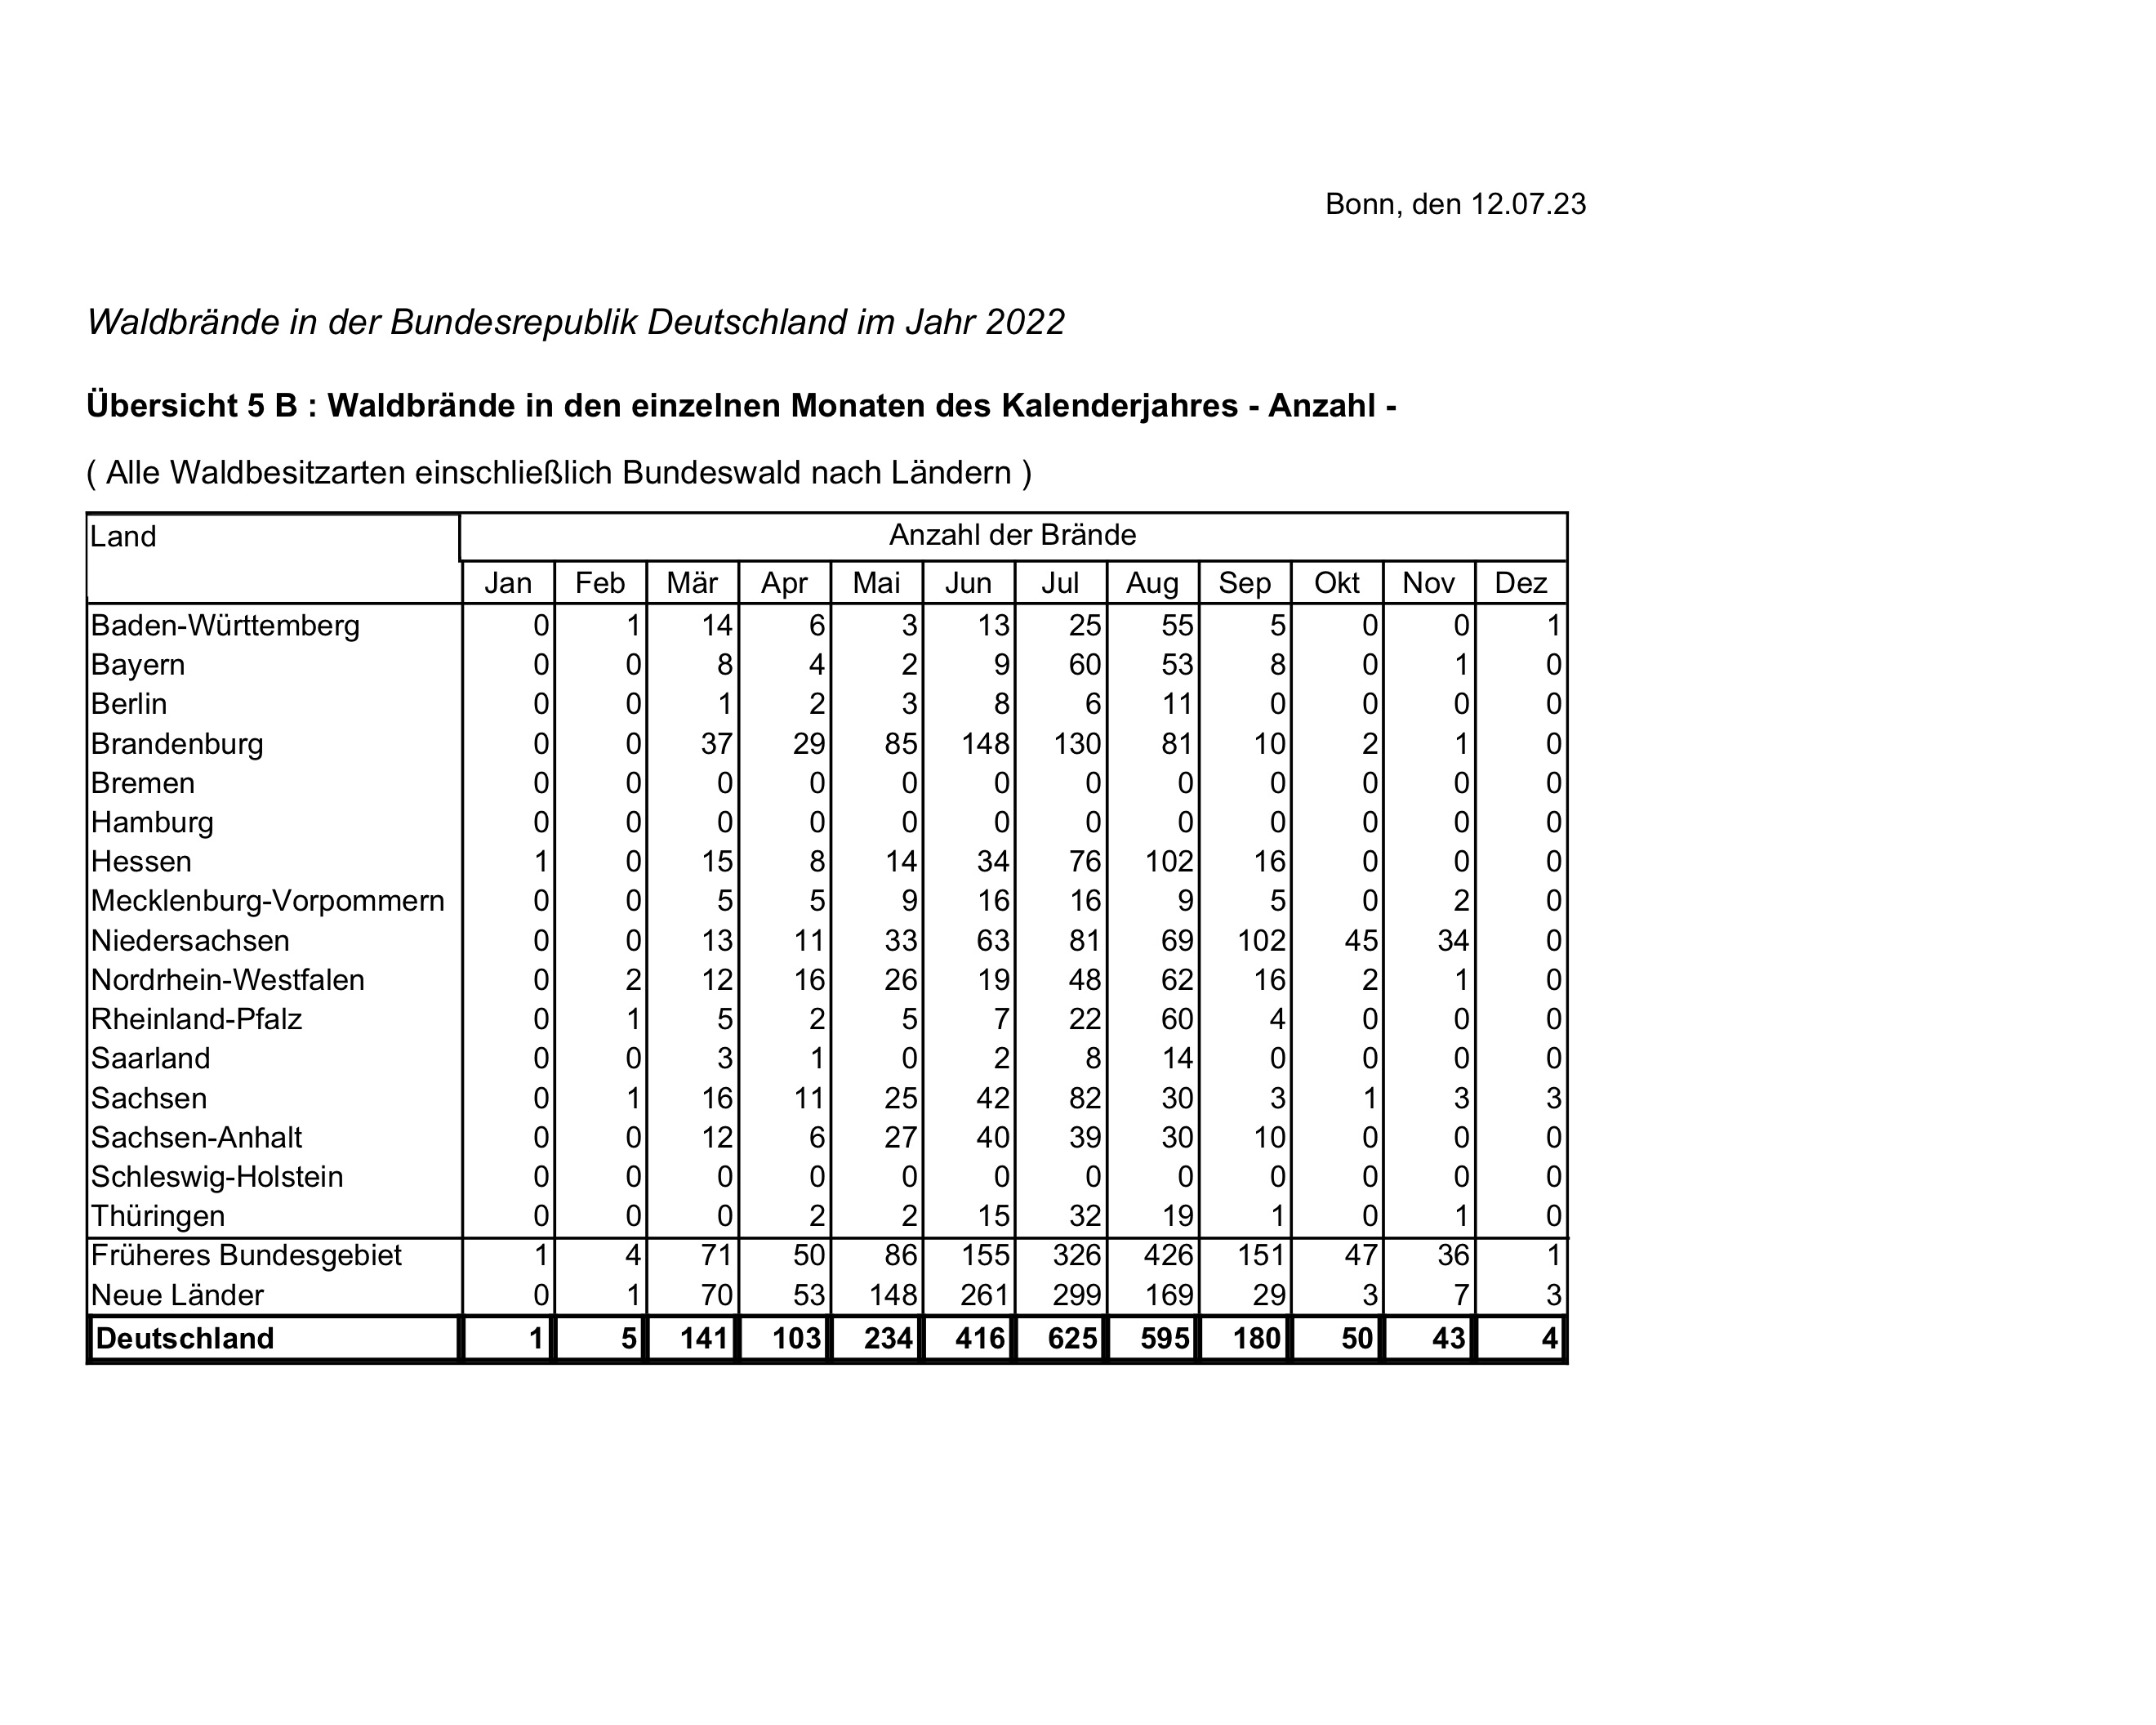 Bonn, den 12.07.23
Waldbrände in der Bundesrepublik Deutschland im Jahr 2022
Übersicht 5 B : Waldbrände in den einzelnen Monaten des Kalenderjahres - Anzahl -
( Alle Waldbesitzarten einschließlich Bundeswald nach Ländern )
Land Anzahl der Brände
Jan Feb Mär Apr Mai Jun Jul Aug Sep Okt Nov Dez
Baden-Württemberg 0 1 14 6 3 13 25 55 5 0 0 1
Bayern 0 0 8 4 2 9 60 53 8 0 1 0
Berlin 0 0 1 2 3 8 6 11 0 0 0 0
Brandenburg 0 0 37 29 85 148 130 81 10 2 1 0
Bremen 0 0 0 0 0 0 0 0 0 0 0 0
Hamburg 0 0 0 0 0 0 0 0 0 0 0 0
Hessen 1 0 15 8 14 34 76 102 16 0 0 0
Mecklenburg-Vorpommern 0 0 5 5 9 16 16 9 5 0 2 0
Niedersachsen 0 0 13 11 33 63 81 69 102 45 34 0
Nordrhein-Westfalen 0 2 12 16 26 19 48 62 16 2 1 0
Rheinland-Pfalz 0 1 5 2 5 7 22 60 4 0 0 0
Saarland 0 0 3 1 0 2 8 14 0 0 0 0
Sachsen 0 1 16 11 25 42 82 30 3 1 3 3
Sachsen-Anhalt 0 0 12 6 27 40 39 30 10 0 0 0
Schleswig-Holstein 0 0 0 0 0 0 0 0 0 0 0 0
Thüringen 0 0 0 2 2 15 32 19 1 0 1 0
Früheres Bundesgebiet 1 4 71 50 86 155 326 426 151 47 36 1
Neue Länder 0 1 70 53 148 261 299 169 29 3 7 3
Deutschland 1 5 141 103 234 416 625 595 180 50 43 4